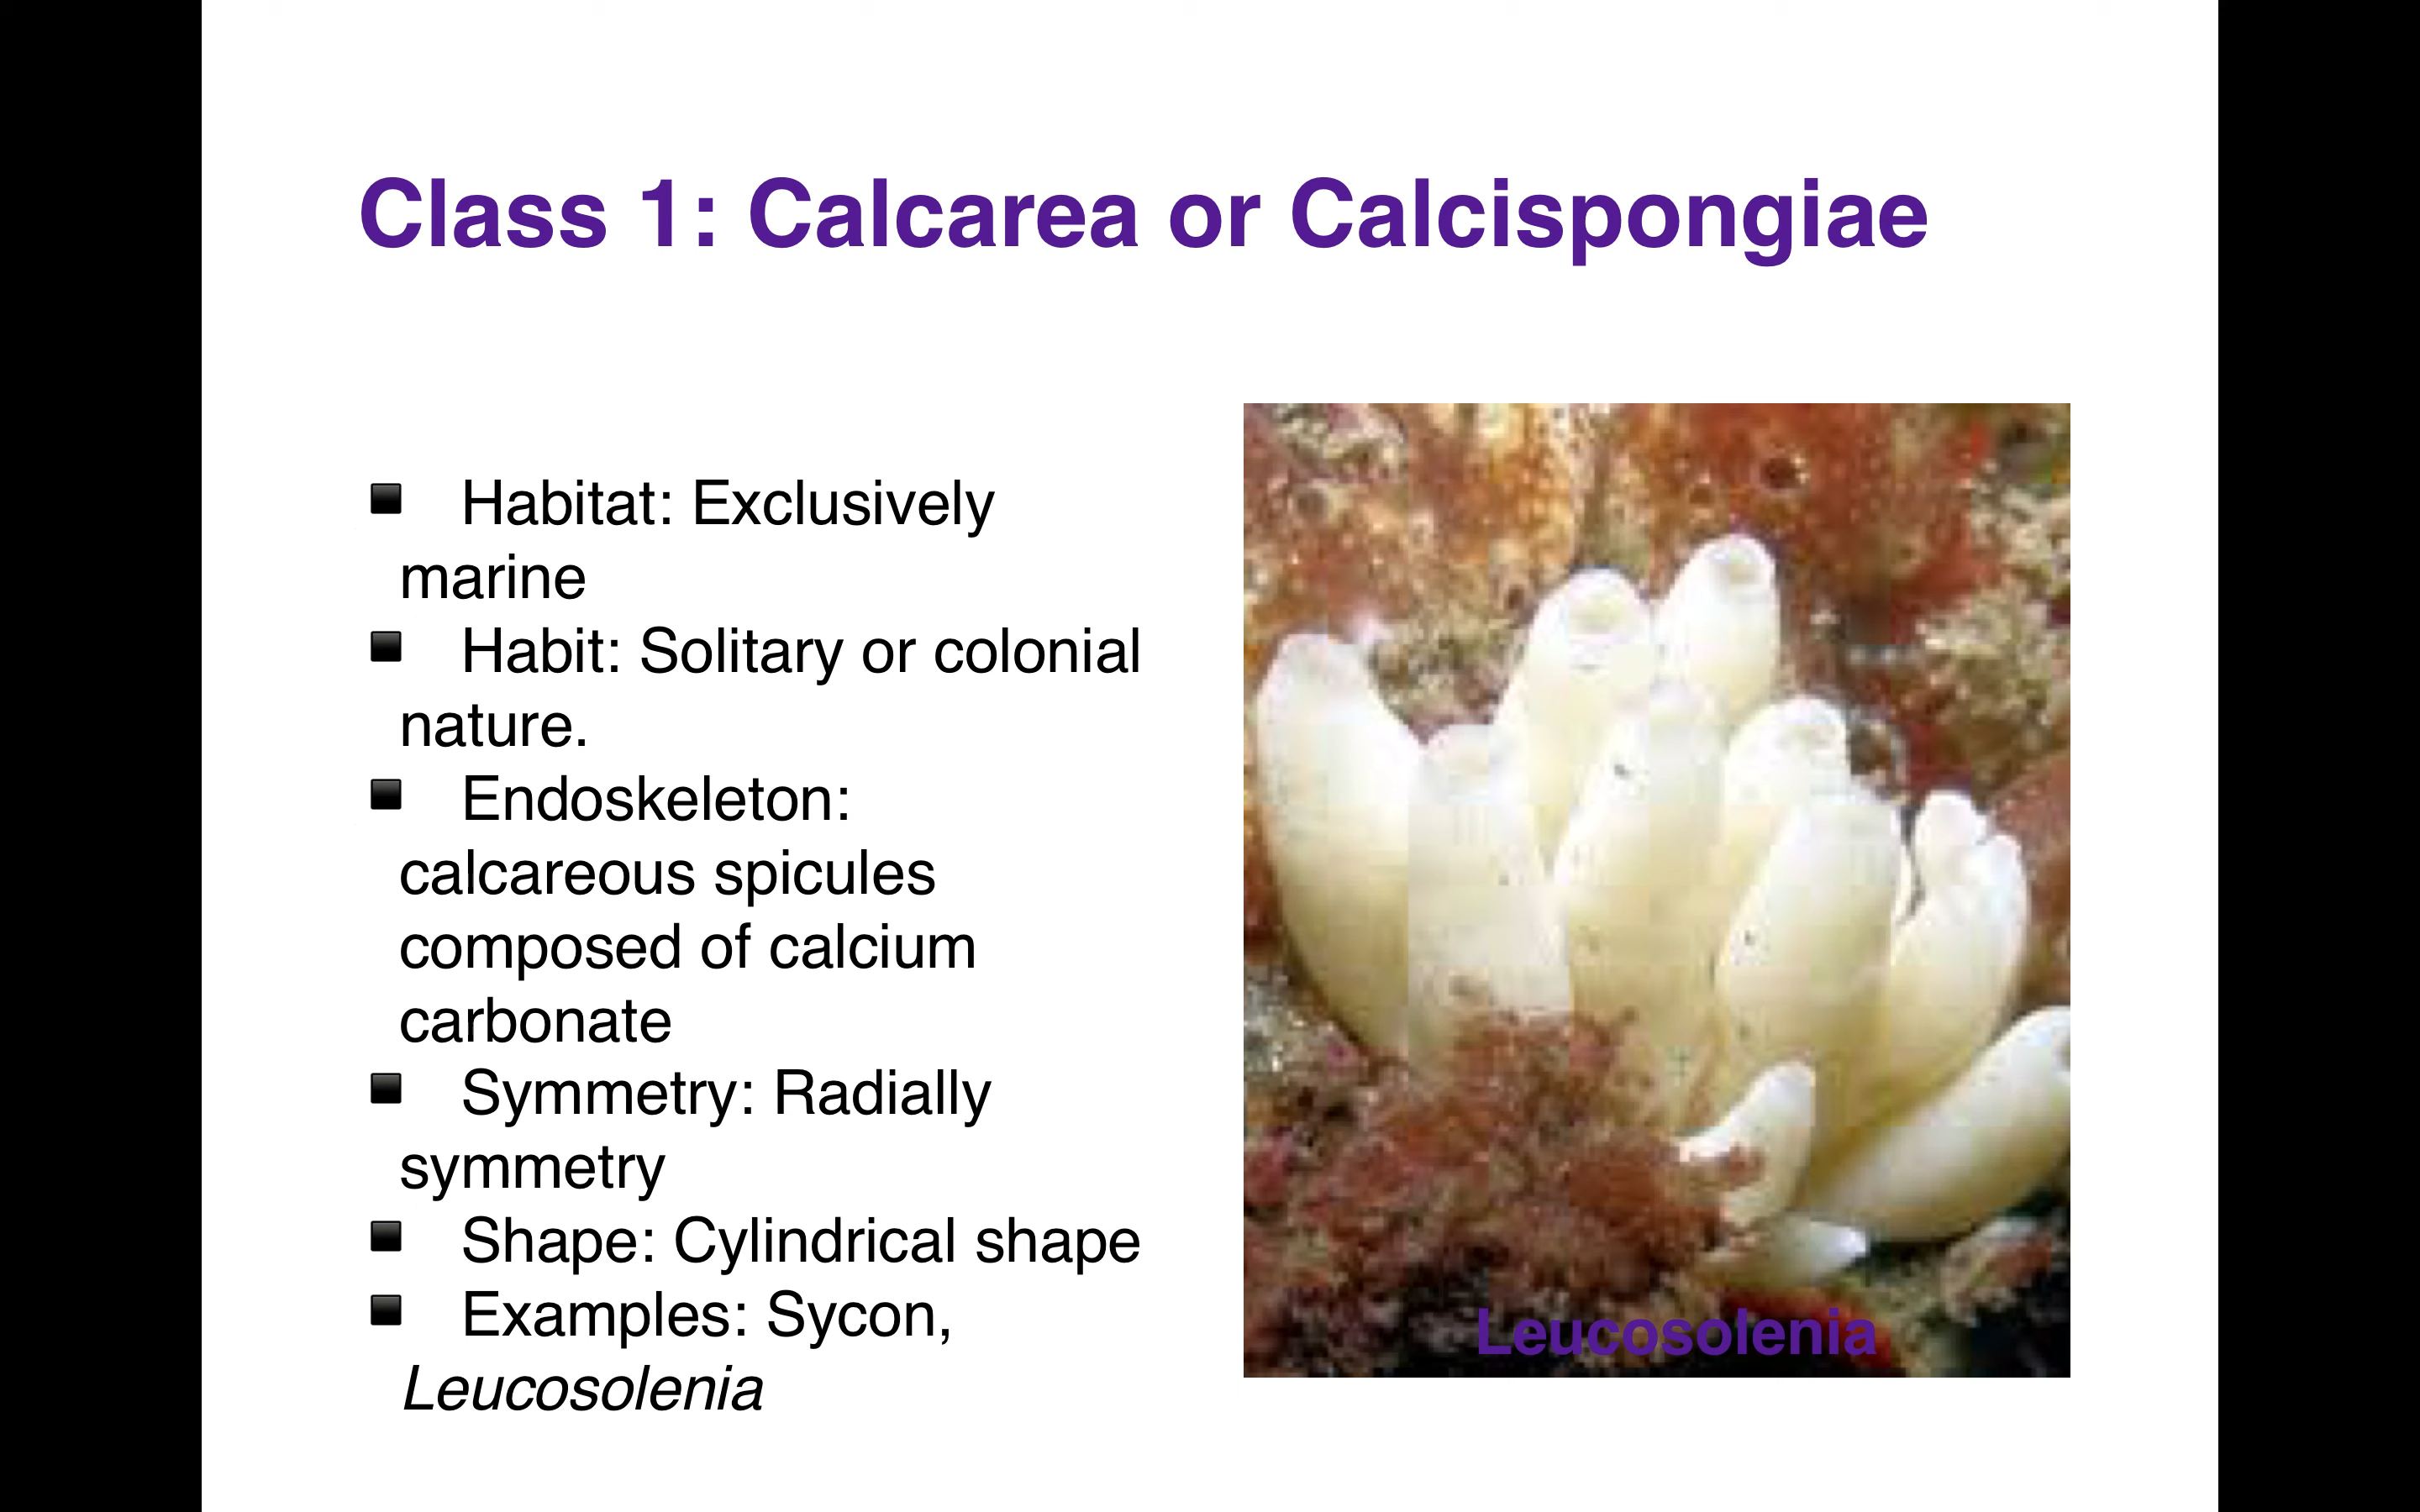 Class 1: Calcarea or Calcispongiae
Habitat: Exclusively
marine
Habit: Solitary or colonial
nature.
Endoskeleton:
calcareous spicules
composed of calcium
carbonate
Symmetry: Radially
symmetry
Shape: Cylindrical shape
Examples: Sycon,
Leucosolenia
Leucosolenia